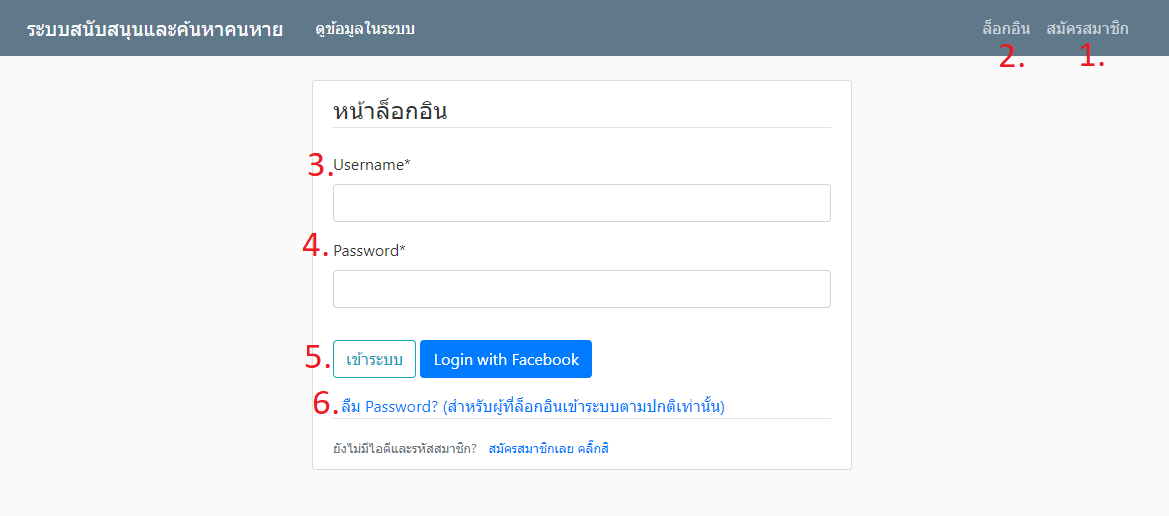 ระบบสนับสนุนและค้นหาคนหาย ดูข้อมูลในระบบ ล็อกอิน สมัครสมาชิก
2. 1.
หน้าล็อกอิน
3. Username*
4. Password*
5. เข้าระบบ Login with Facebook
6. ลืม Password? (สำหรับผู้ที่ล็อกอินเข้าระบบตามปกติเท่านั้น)
ยังไม่มีไอดีและรหัสสมาชิก? สมัครสมาชิกเลย คลิ๊กสิ